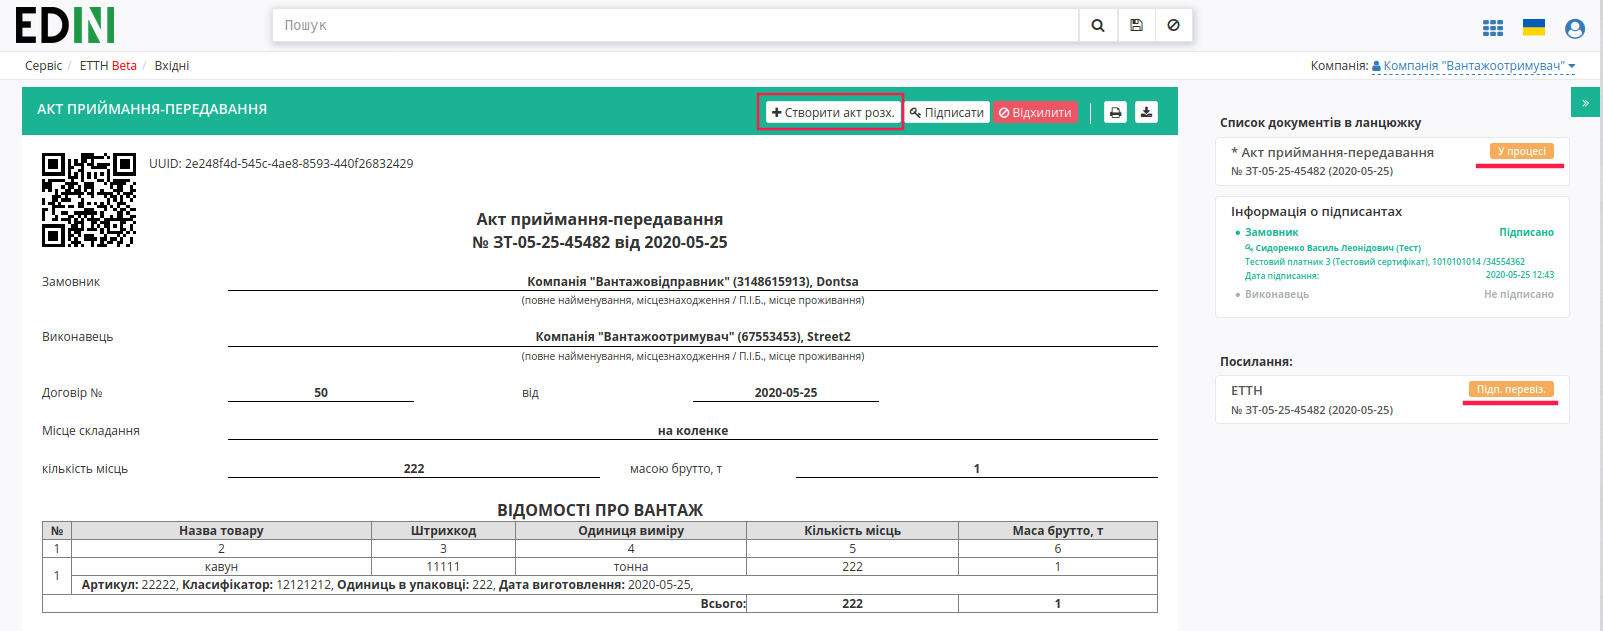 EDIN
Пошук
Сервіс / ЕТТН Beta / Вхідні
Компанія: Компанія "Вантажоотримувач"
АКТ ПРИЙМАННЯ-ПЕРЕДАВАННЯ
Створити акт розх. Підписати Відхилити
»
UUID: 2e248f4d-545c-4ae8-8593-440f26832429
Акт приймання-передавання
№ ЗТ-05-25-45482 від 2020-05-25
Замовник Компанія "Вантажовідправник" (3148615913), Dontsa
(повне найменування, місцезнаходження / П.І.Б., місце проживання)
Виконавець Компанія "Вантажоотримувач" (67553453), Street2
(повне найменування, місцезнаходження / П.І.Б., місце проживання)
Договір № 50 від 2020-05-25
Місце складання на коленке
кількість місць 222 масою брутто, т 1
ВІДОМОСТІ ПРО ВАНТАЖ
№ Назва товару Штрихкод Одиниця виміру Кількість місць Маса брутто, т
1 2 3 4 5 6
1 кавун 11111 тонна 222 1
Артикул: 22222, Класифікатор: 12121212, Одиниць в упаковці: 222, Дата виготовлення: 2020-05-25,
Всього: 222 1
Список документів в ланцюжку
* Акт приймання-передавання У процесі
№ ЗТ-05-25-45482 (2020-05-25)
Інформація о підписантах
Замовник Підписано
Сидоренко Василь Леонідович (Тест)
Тестовий платник 3 (Тестовий сертифікат), 1010101014 /34554362
Дата підписання: 2020-05-25 12:43
Виконавець Не підписано
Посилання:
ЕТТН Підп. перевіз.
№ ЗТ-05-25-45482 (2020-05-25)